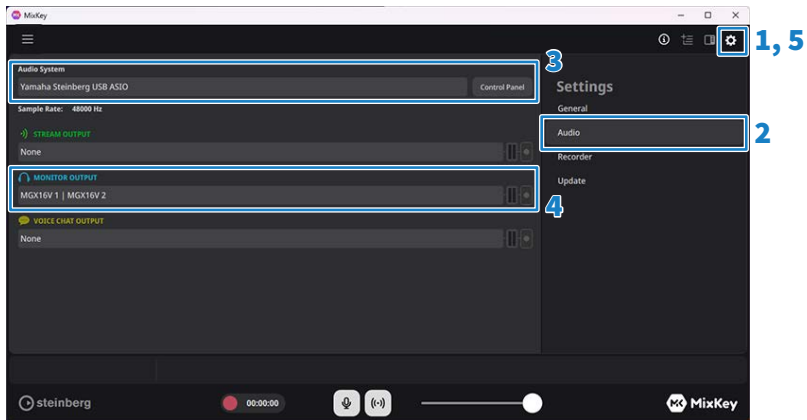 MixKey
1, 5
3
Audio System
Yamaha Steinberg USB ASIO
Control Panel
Sample Rate: 48000 Hz
STREAM OUTPUT
None
MONITOR OUTPUT
MGX16V 1 | MGX16V 2
4
VOICE CHAT OUTPUT
None
Settings
General
Audio
2
Recorder
Update
steinberg
00:00:00
MK MixKey